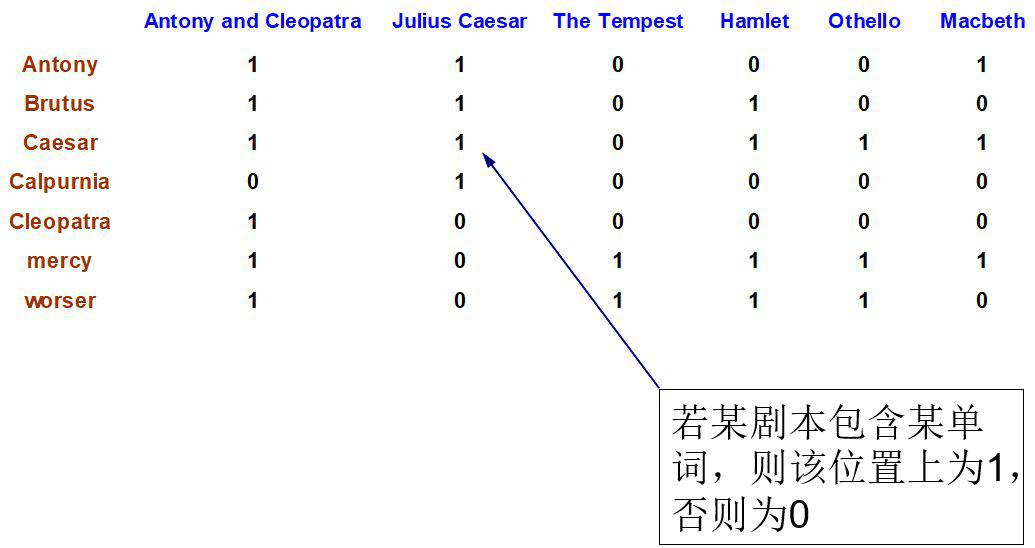 Antony and Cleopatra Julius Caesar The Tempest Hamlet Othello Macbeth
Antony 1 1 0 0 0 1
Brutus 1 1 0 1 0 0
Caesar 1 1 0 1 1 1
Calpurnia 0 1 0 0 0 0
Cleopatra 1 0 0 0 0 0
mercy 1 0 1 1 1 1
worser 1 0 1 1 1 0
若某剧本包含某单
词，则该位置上为1，
否则为0